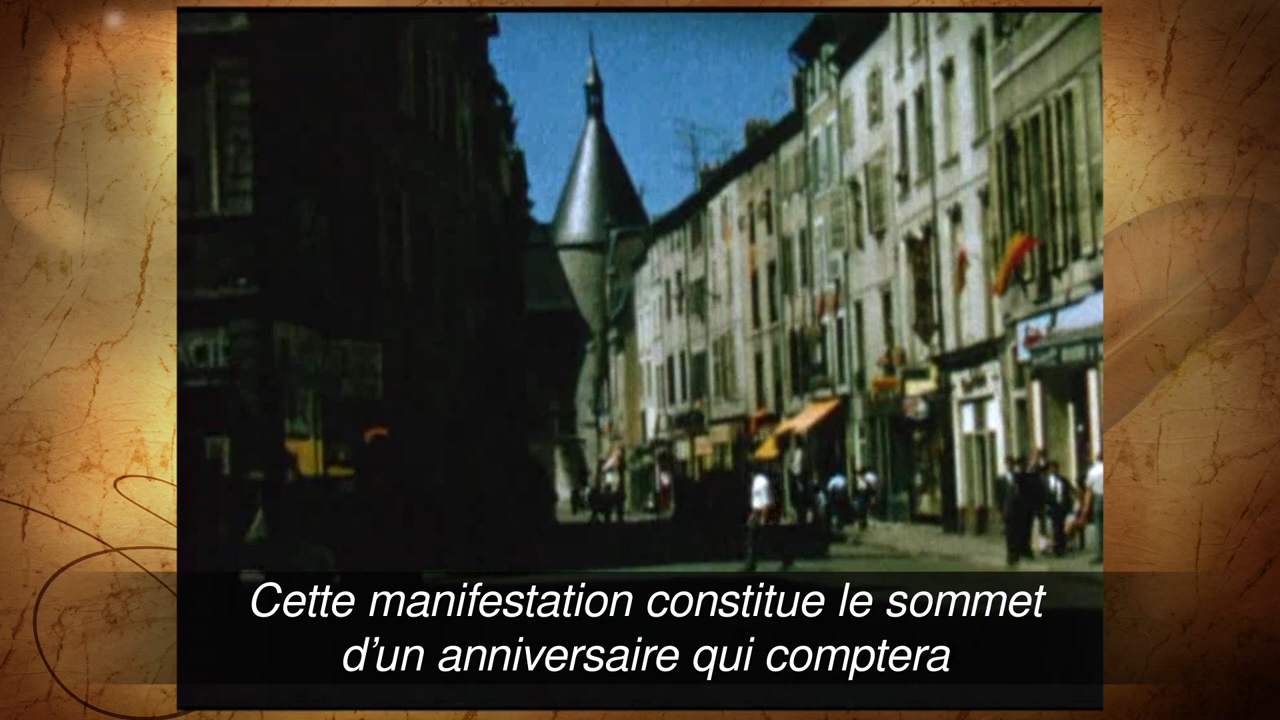 Cette manifestation constitue le sommet
d’un anniversaire qui comptera